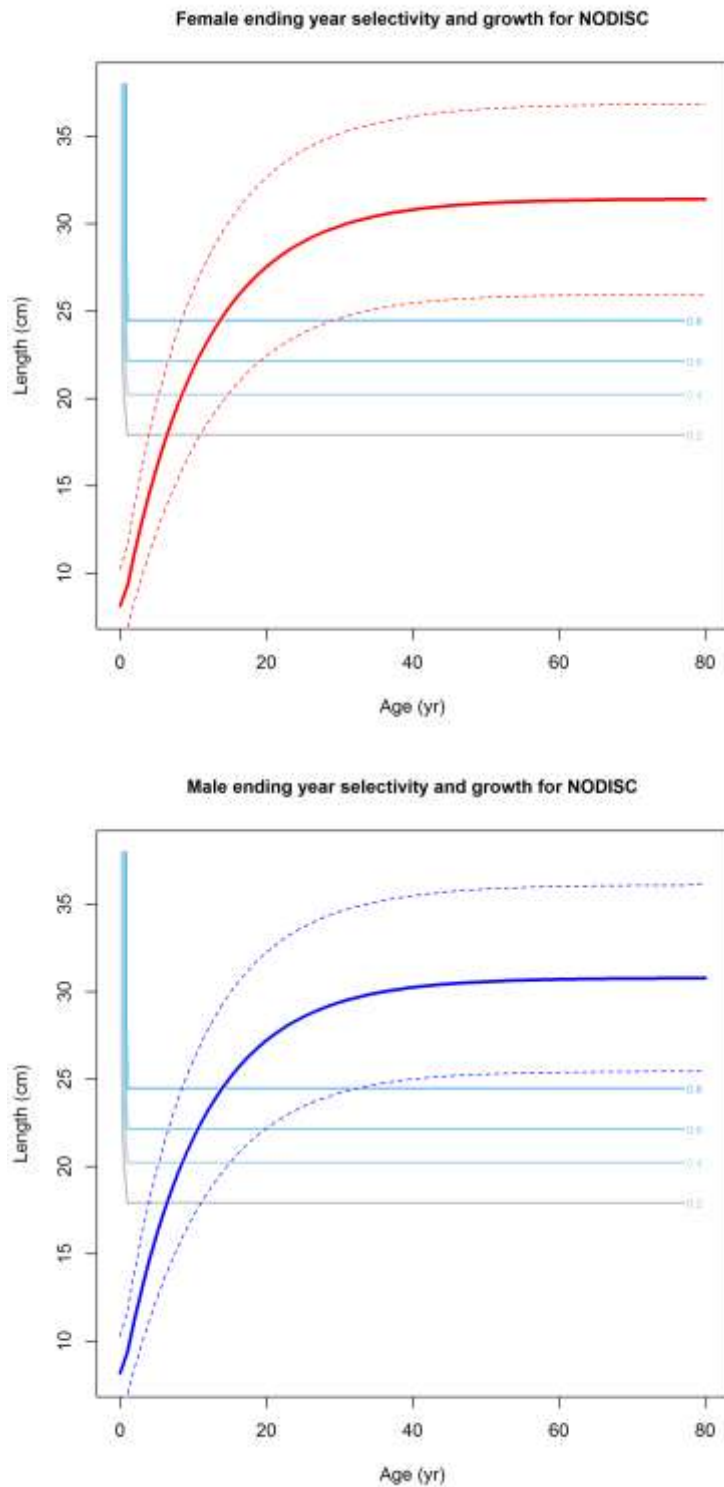 Female ending year selectivity and growth for NODISC
Length (cm)
35
30
25
20
15
10
0.8
0.6
0.4
0.2
0 20 40 60 80
Age (yr)
Male ending year selectivity and growth for NODISC
Length (cm)
35
30
25
20
15
10
0.8
0.6
0.4
0.2
0 20 40 60 80
Age (yr)